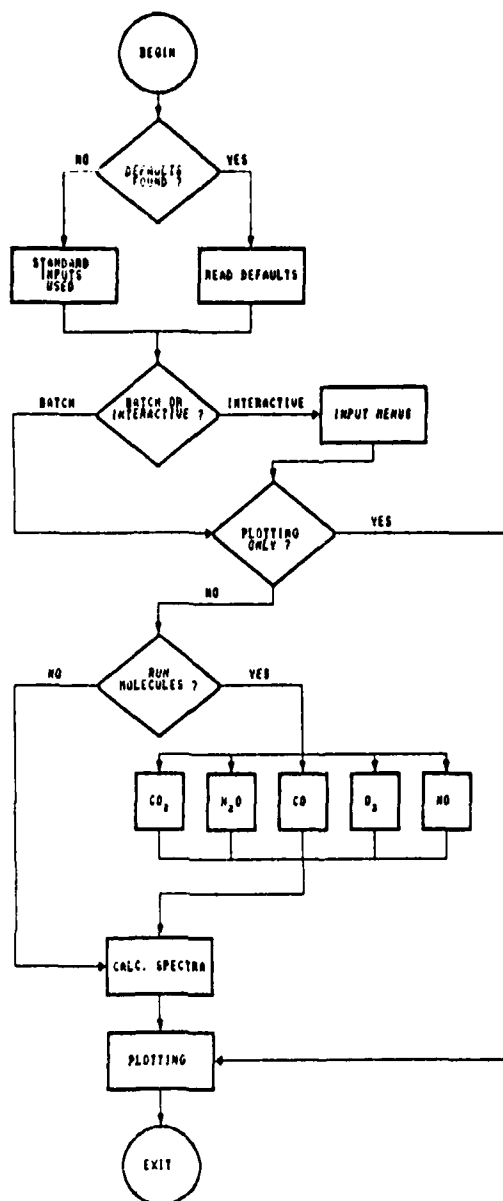 BEGIN
NO
YES
DEFAULTS
FOUND ?
STANDARD
INPUTS
USED
READ DEFAULTS
BATCH
BATCH OR
INTERACTIVE ?
INTERACTIVE
INPUT MENUS
PLOTTING
ONLY ?
YES
NO
NO
RUN
MOLECULES ?
YES
CO₂
H₂O
CO
O₃
NO
CALC. SPECTRA
PLOTTING
EXIT